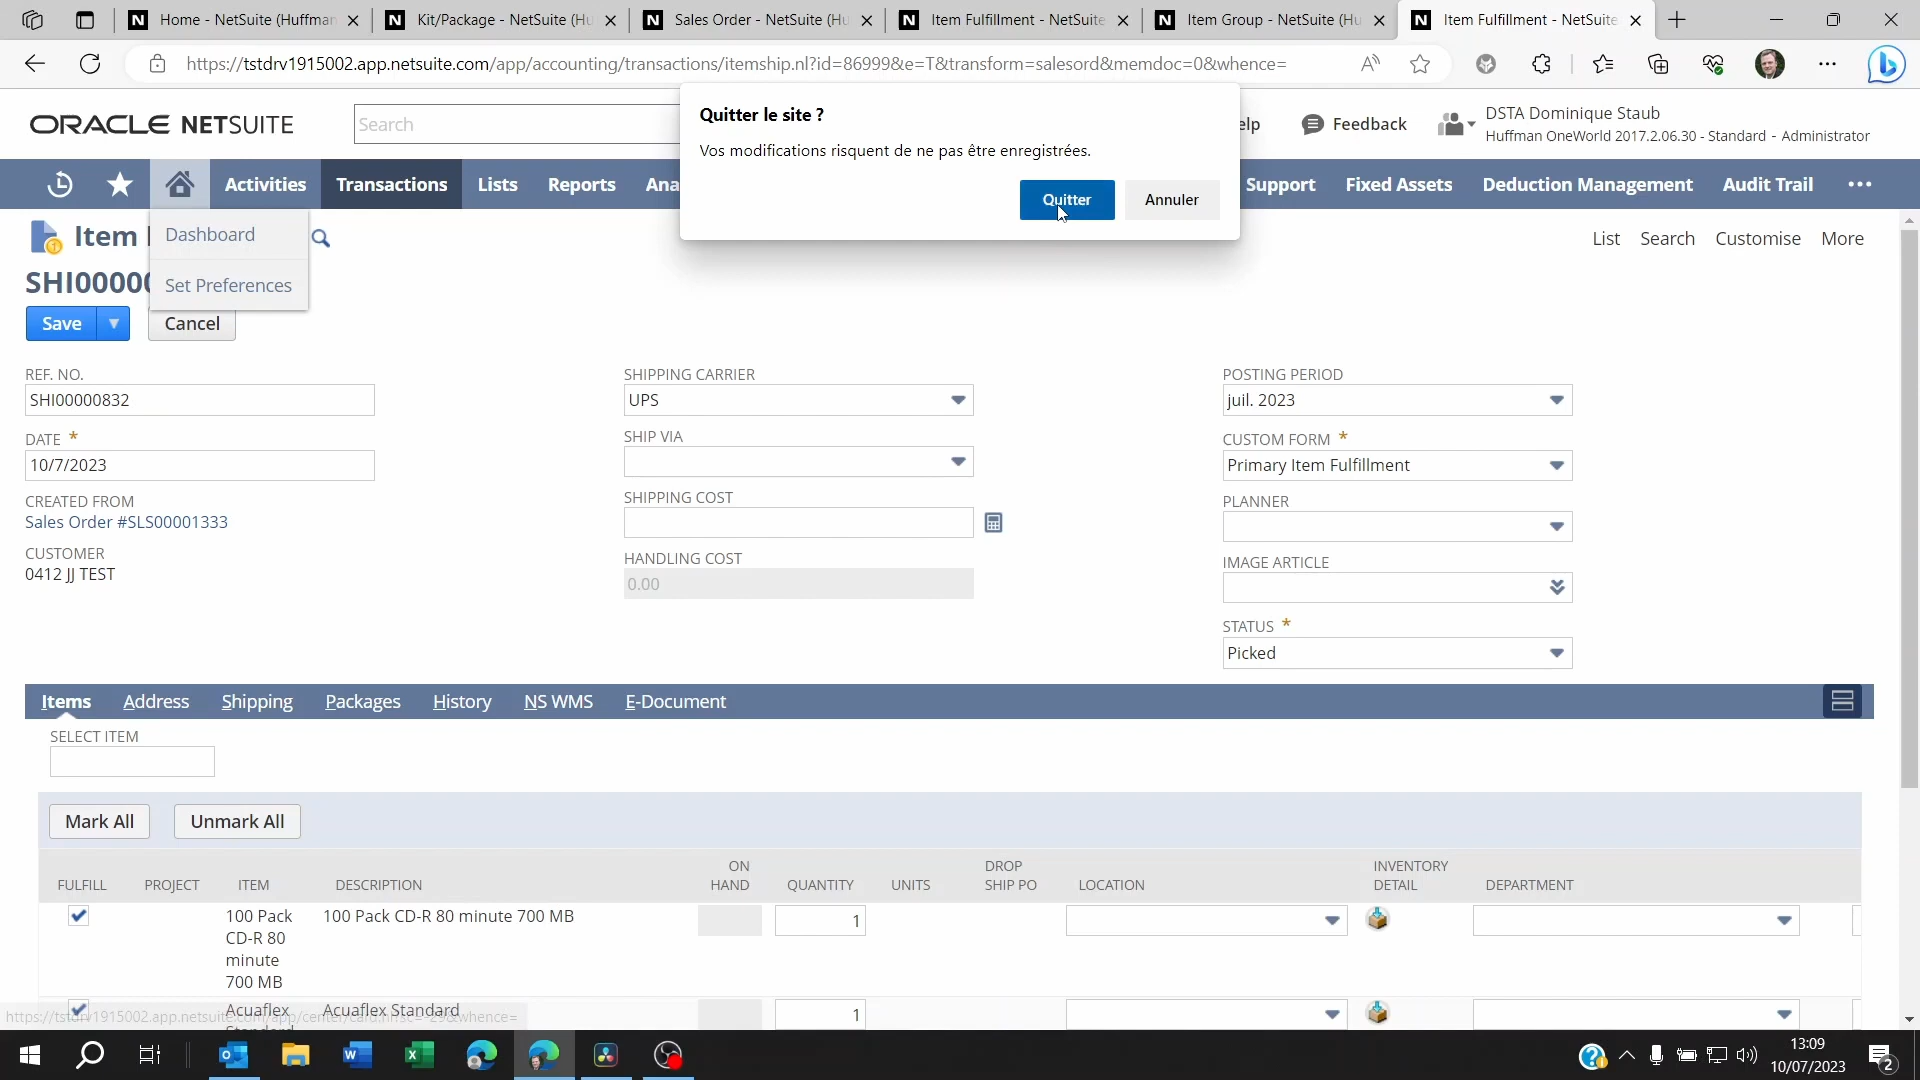 Home - NetSuite (Huffman
Kit/Package - NetSuite (Hu
Sales Order - NetSuite (Hu
Item Fulfillment - NetSuite
Item Group - NetSuite (Hu
Item Fulfillment - NetSuite
https://tstdrv1915002.app.netsuite.com/app/accounting/transactions/itemship.nl?id=86999&e=T&transform=salesord&memdoc=0&whence=
Quitter le site ?
Vos modifications risquent de ne pas être enregistrées.
Quitter
Annuler
ORACLE NETSUITE
Search
elp
Feedback
DSTA Dominique Staub
Huffman OneWorld 2017.2.06.30 - Standard - Administrator
Activities
Transactions
Lists
Reports
Ana
Support
Fixed Assets
Deduction Management
Audit Trail
Dashboard
Set Preferences
Item
List
Search
Customise
More
SHI0000
Save
Cancel
REF. NO.
SHI00000832
DATE *
10/7/2023
CREATED FROM
Sales Order #SLS00001333
CUSTOMER
0412 JJ TEST
SHIPPING CARRIER
UPS
SHIP VIA
SHIPPING COST
HANDLING COST
0.00
POSTING PERIOD
juil. 2023
CUSTOM FORM *
Primary Item Fulfillment
PLANNER
IMAGE ARTICLE
STATUS *
Picked
Items
Address
Shipping
Packages
History
NS WMS
E-Document
SELECT ITEM
Mark All
Unmark All
FULFILL
PROJECT
ITEM
DESCRIPTION
ON
HAND
QUANTITY
UNITS
DROP
SHIP PO
LOCATION
INVENTORY
DETAIL
DEPARTMENT
100 Pack
CD-R 80
minute
700 MB
100 Pack CD-R 80 minute 700 MB
1
Acuaflex
Acuaflex Standard
1
13:09
10/07/2023
2